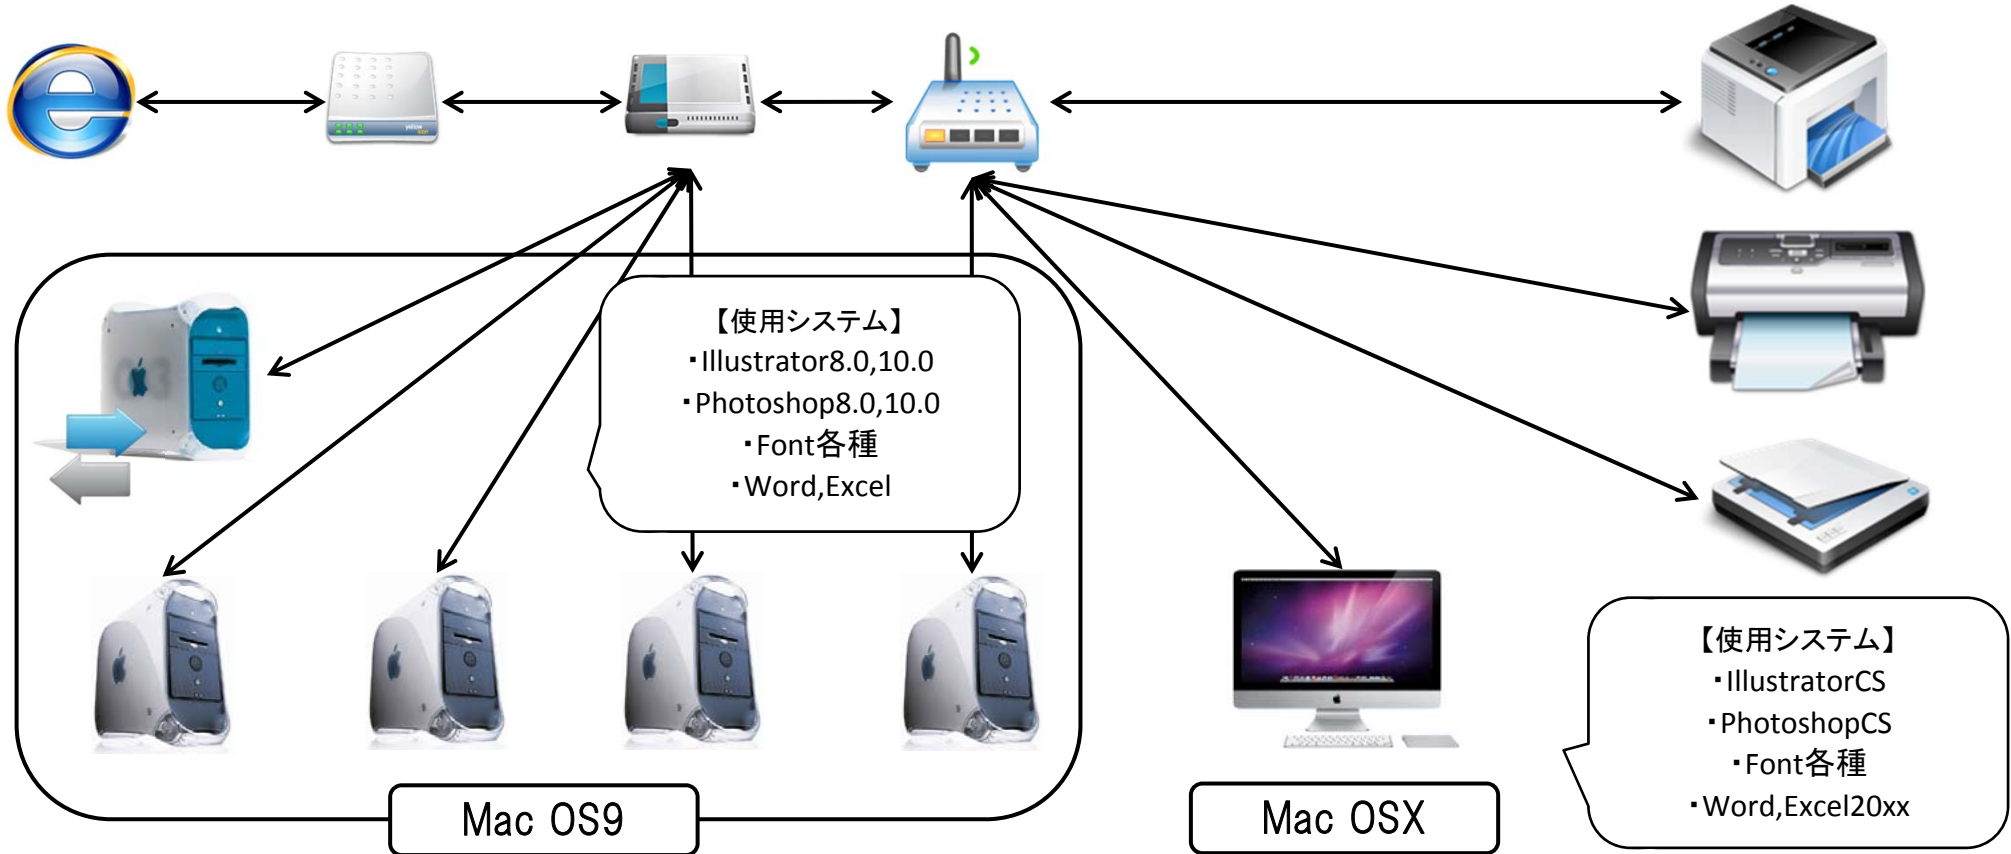 【使用システム】
・Illustrator8.0,10.0
・Photoshop8.0,10.0
・Font各種
・Word,Excel
Mac OS9
Mac OSX
【使用システム】
・IllustratorCS
・PhotoshopCS
・Font各種
・Word,Excel20xx